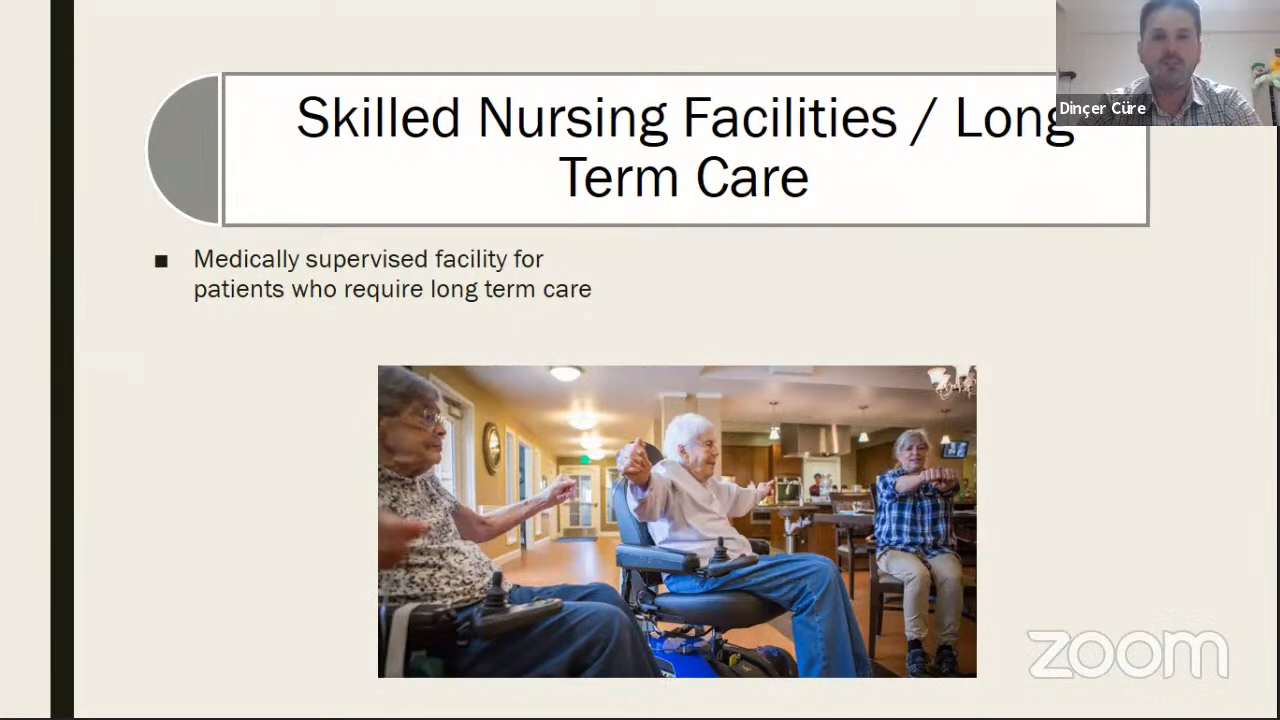 Skilled Nursing Facilities / Long
Term Care
Dinçer Cüre
■ Medically supervised facility for
patients who require long term care
zoom